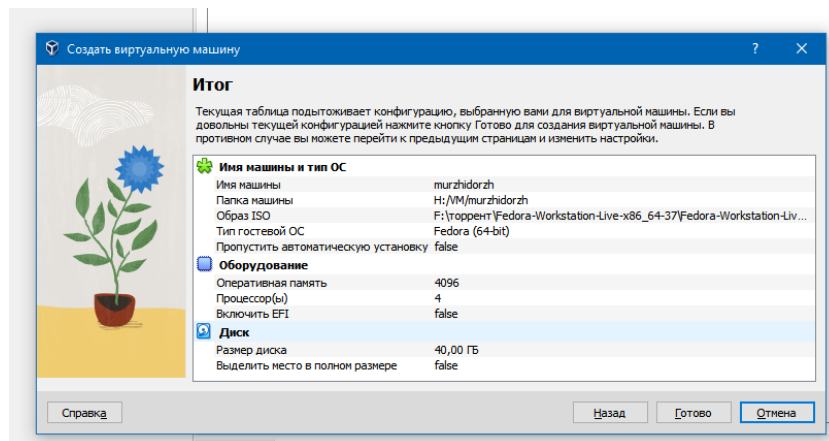 Создать виртуальную машину
Итог
Текущая таблица подытоживает конфигурацию, выбранную вами для виртуальной машины. Если вы
довольны текущей конфигурацией нажмите кнопку Готово для создания виртуальной машины. В
противном случае вы можете перейти к предыдущим страницам и изменить настройки.
Имя машины и тип ОС
Имя машины murzhidorzh
Папка машины H:/VM/murzhidorzh
Образ ISO F:\торрент\Fedora-Workstation-Live-x86_64-37\Fedora-Workstation-Liv...
Тип гостевой ОС Fedora (64-bit)
Пропустить автоматическую установку false
Оборудование
Оперативная память 4096
Процессор(ы) 4
Включить EFI false
Диск
Размер диска 40,00 ГБ
Выделить место в полном размере false
Справка Назад Готово Отмена